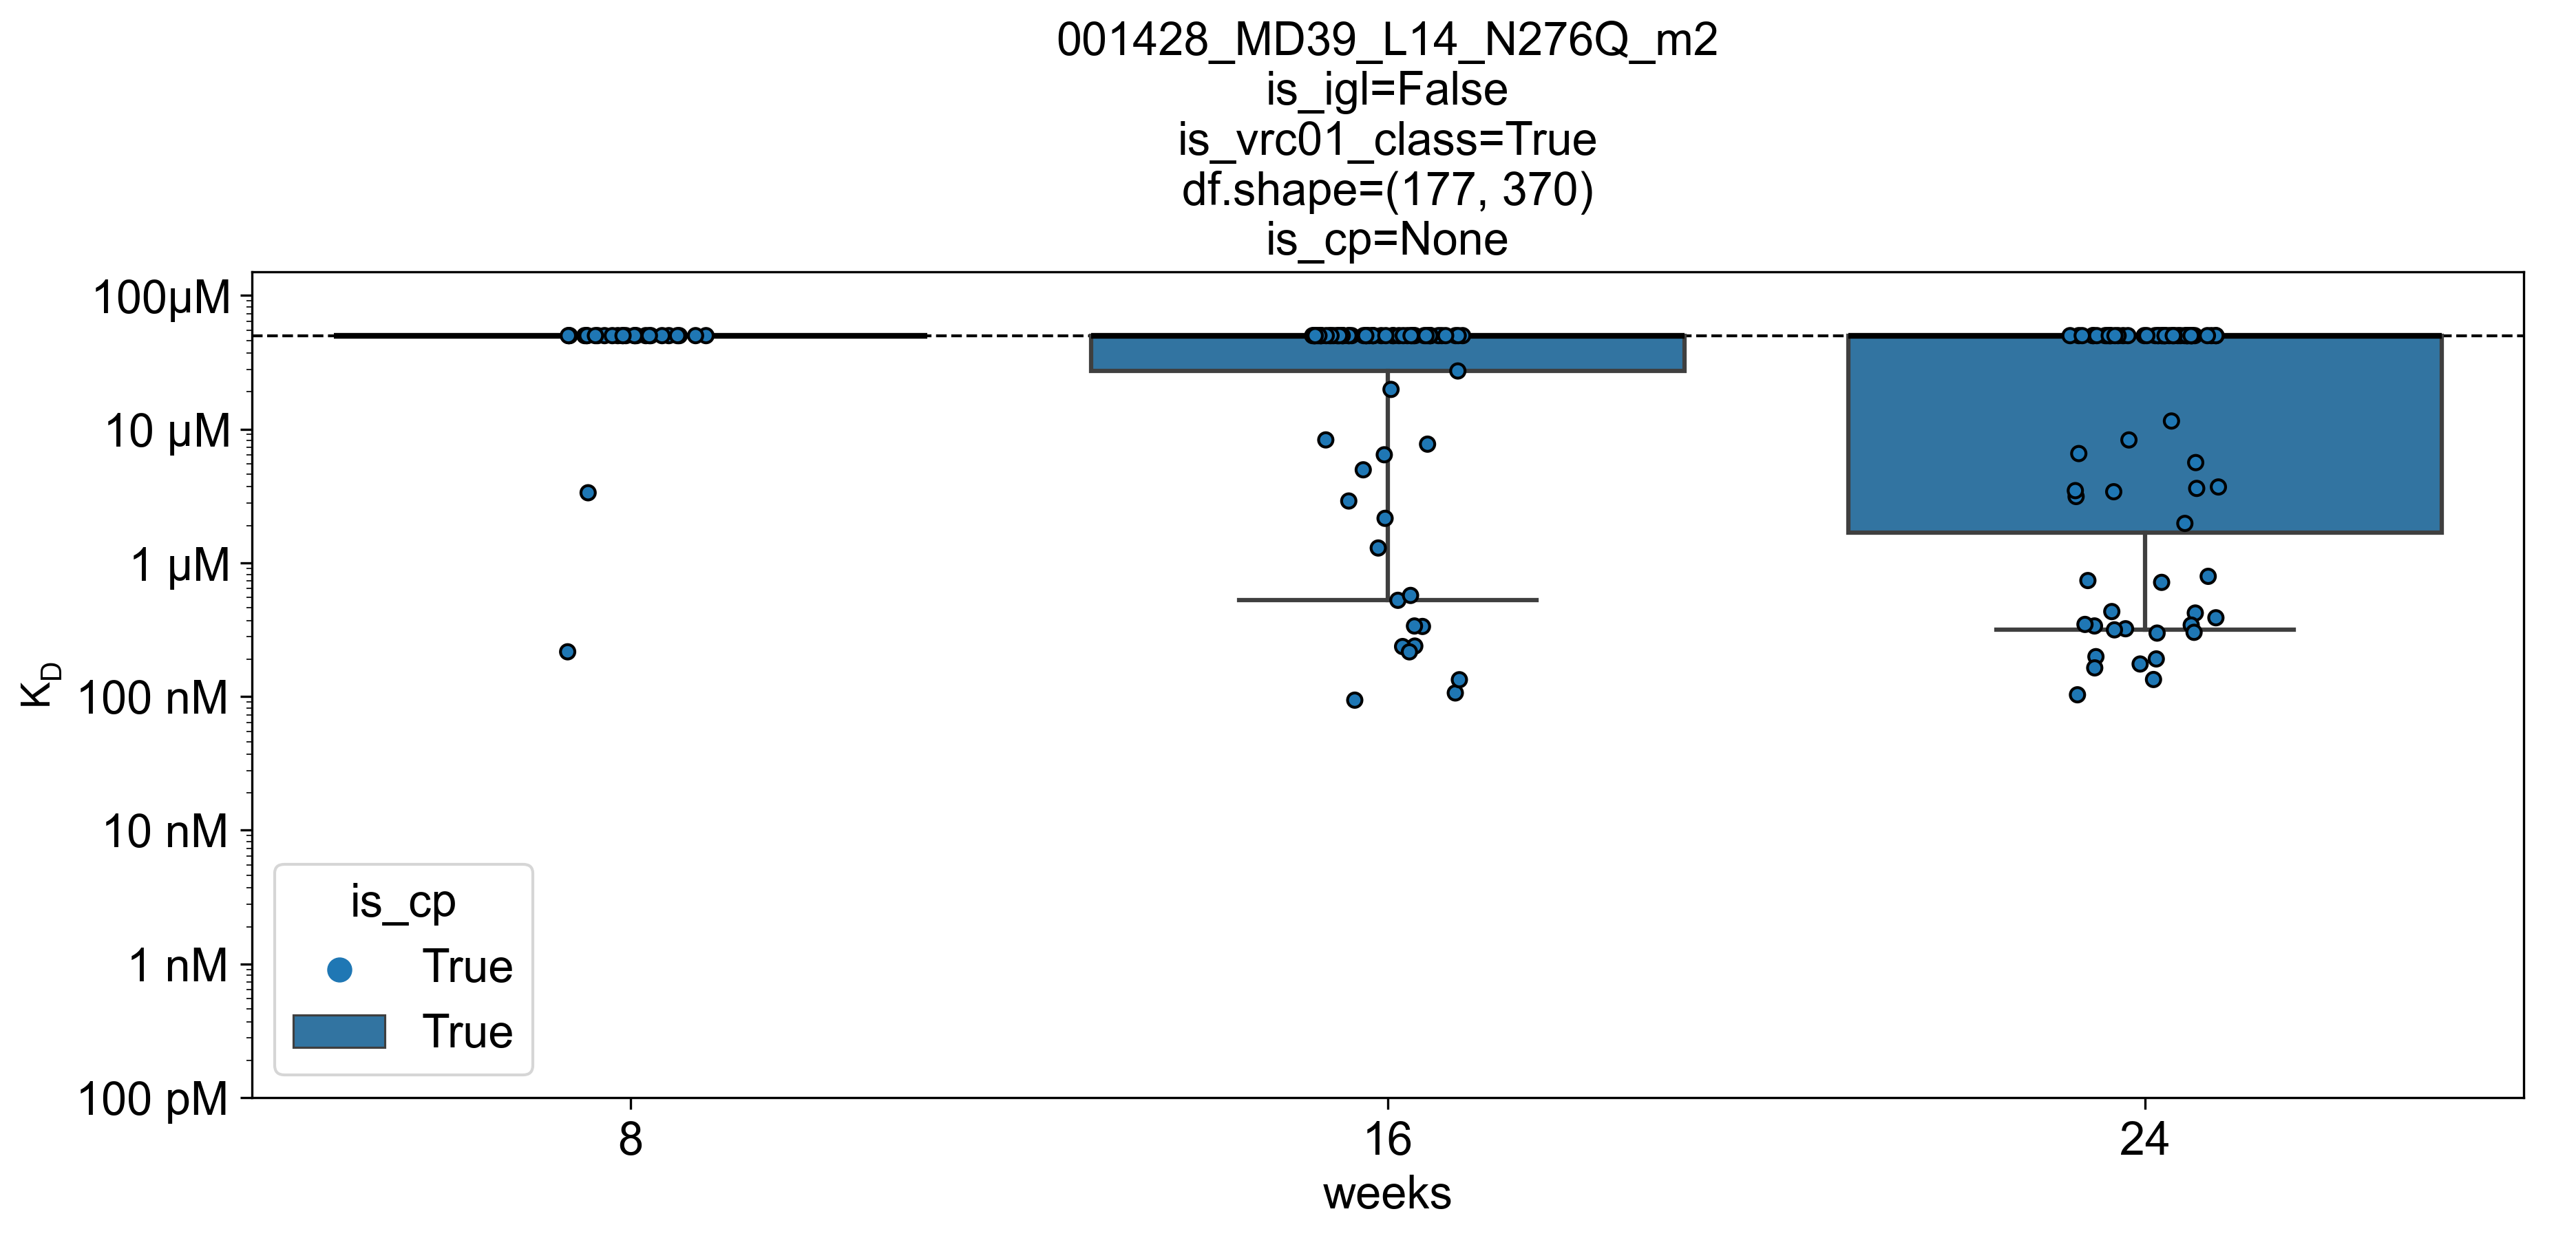 001428_MD39_L14_N276Q_m2
is_igl=False
is_vrc01_class=True
df.shape=(177, 370)
is_cp=None
100µM
10 µM
1 µM
100 nM
10 nM
1 nM
100 pM
K_D
is_cp
True
True
8
16
24
weeks